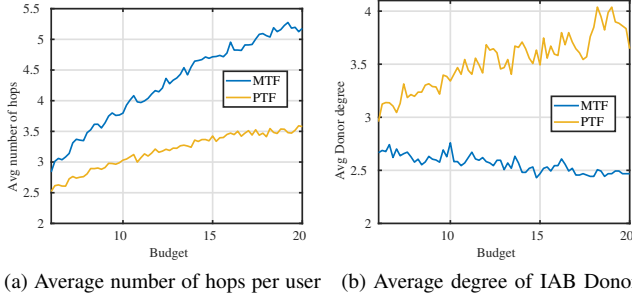 5.5
5
4.5
4
3.5
3
2.5
2
Avg number of hops
MTF
PTF
10
15
20
Budget
4
3.5
3
2.5
2
Avg Donor degree
MTF
PTF
10
15
20
Budget
(a) Average number of hops per user
(b) Average degree of IAB Dono